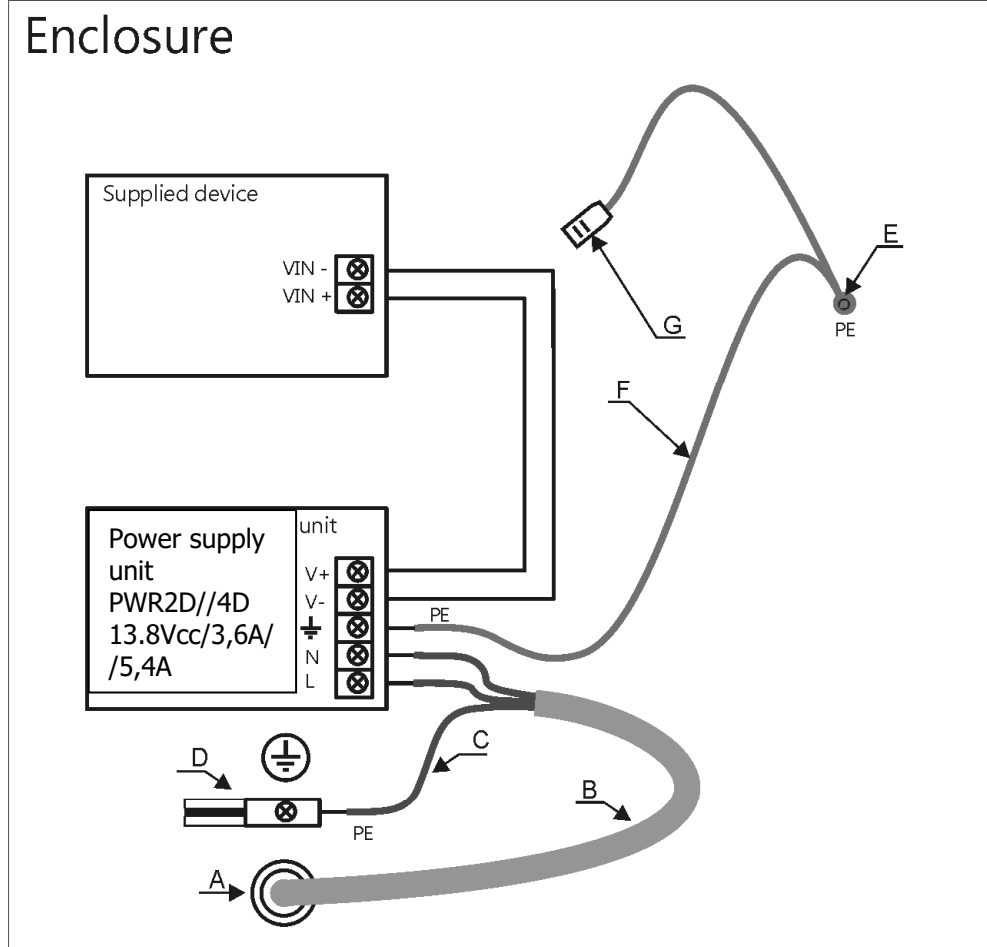 Enclosure
Supplied device
VIN -
VIN +
E
PE
G
F
unit
Power supply
unit
PWR2D//4D
13.8Vcc/3,6A/
/5,4A
V+
V-
PE
N
L
C
D
PE
B
A